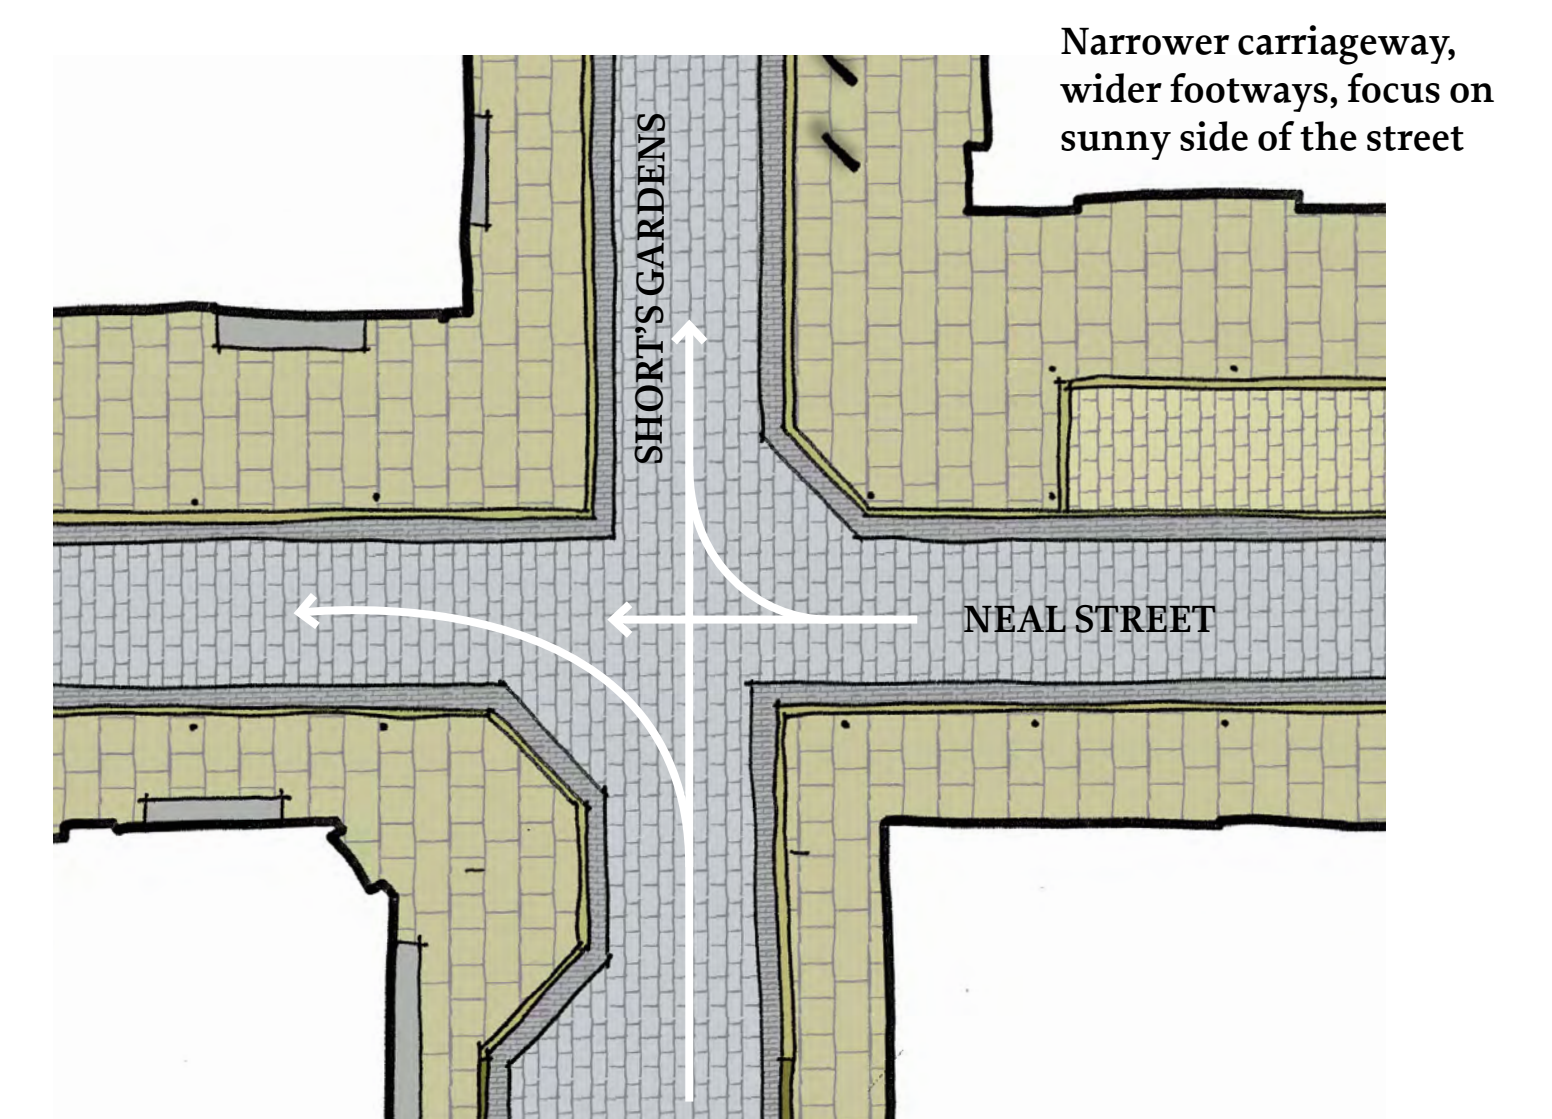 Narrower carriageway,
wider footways, focus on
sunny side of the street
SHORT’S GARDENS
NEAL STREET